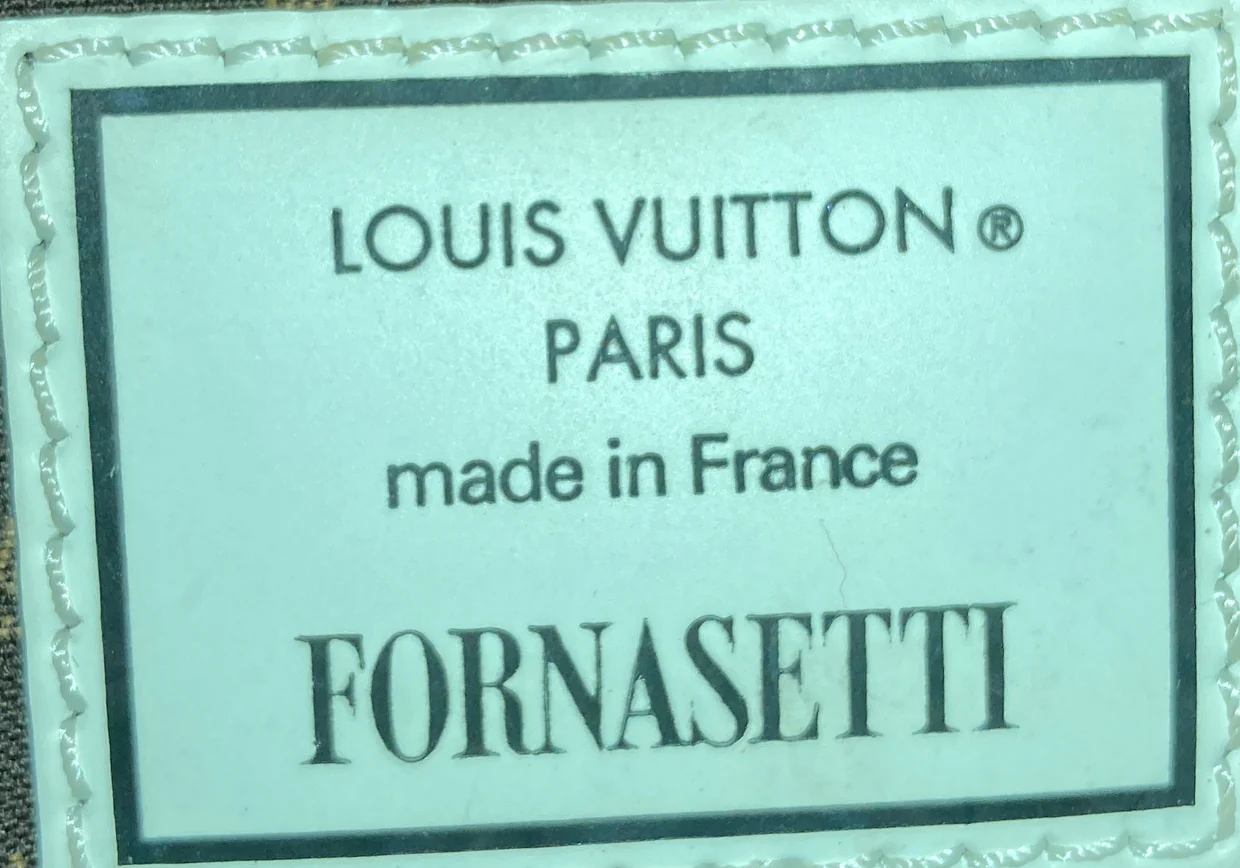 LOUIS VUITTON ®
PARIS
made in France
FORNASETTI